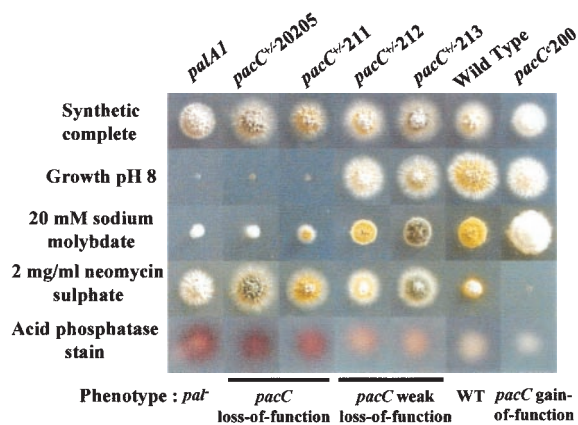 palA1 pacC+/-20205 pacC+/-211 pacC+/-212 pacC+/-213 Wild Type pacCc200
Synthetic
complete
Growth pH 8
20 mM sodium
molybdate
2 mg/ml neomycin
sulphate
Acid phosphatase
stain
Phenotype : pal- pacC pacC weak WT pacC gain-
loss-of-function loss-of-function of-function